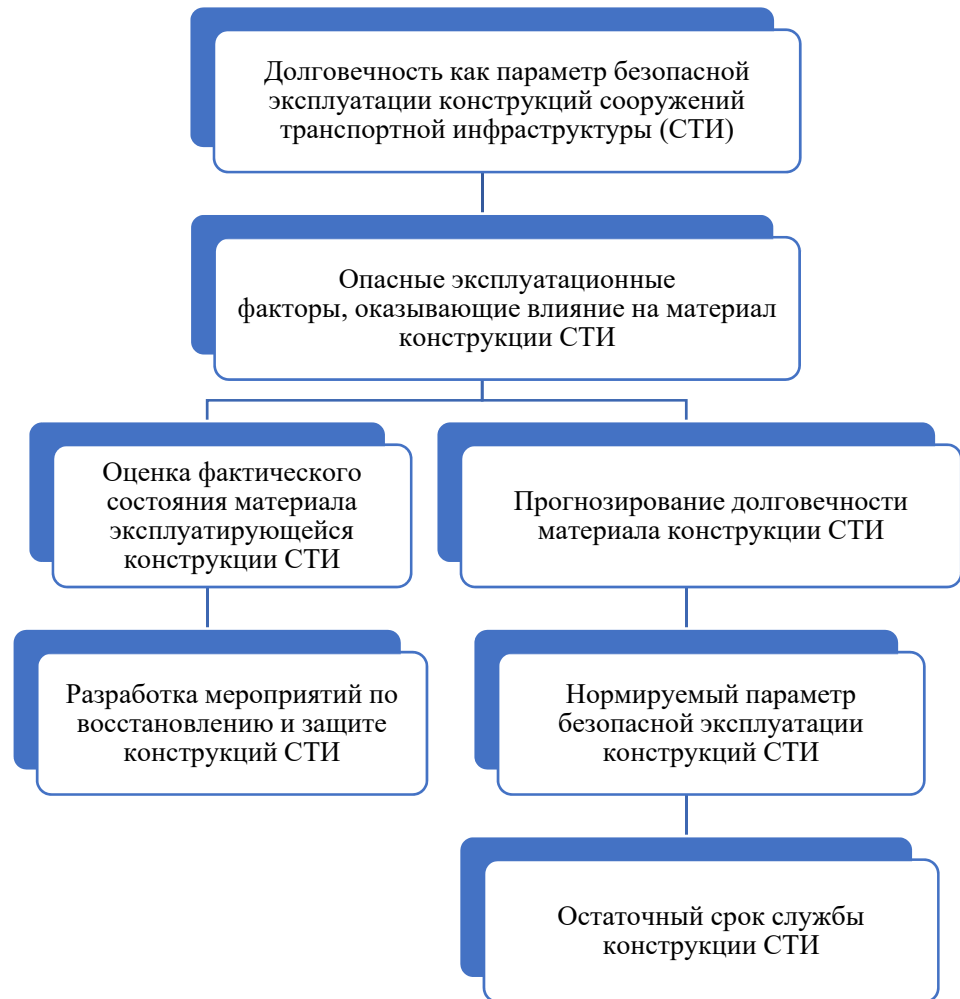 Долговечность как параметр безопасной
эксплуатации конструкций сооружений
транспортной инфраструктуры (СТИ)
Опасные эксплуатационные
факторы, оказывающие влияние на материал
конструкции СТИ
Оценка фактического
состояния материала
эксплуатирующейся
конструкции СТИ
Прогнозирование долговечности
материала конструкции СТИ
Разработка мероприятий по
восстановлению и защите
конструкций СТИ
Нормируемый параметр
безопасной эксплуатации
конструкций СТИ
Остаточный срок службы
конструкции СТИ